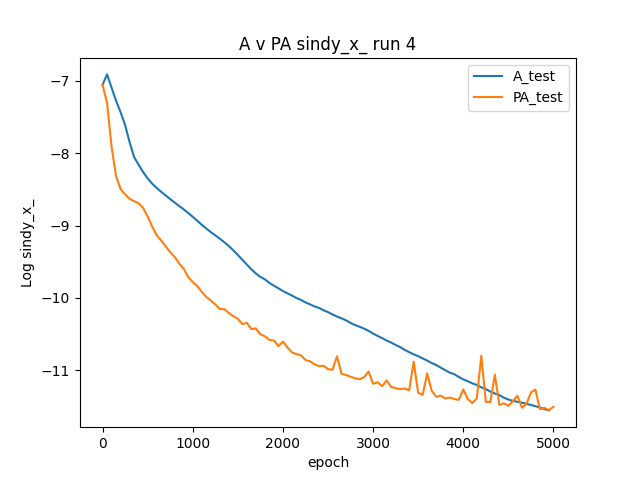 A v PA sindy_x_ run 4
A_test
PA_test
Log sindy_x_
−7
−8
−9
−10
−11
0 1000 2000 3000 4000 5000
epoch